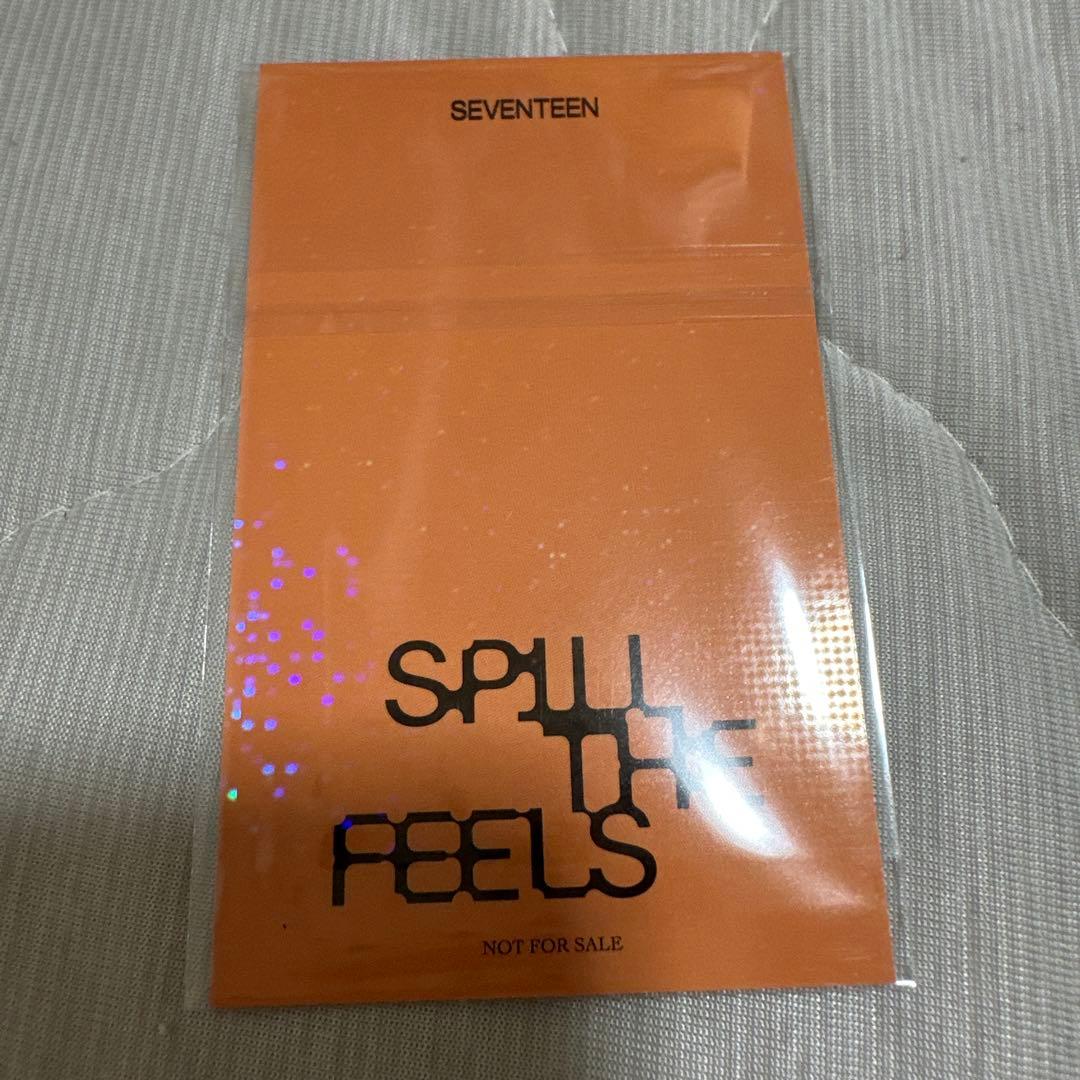 SEVENTEEN
SPILL
THE
FEELS
NOT FOR SALE